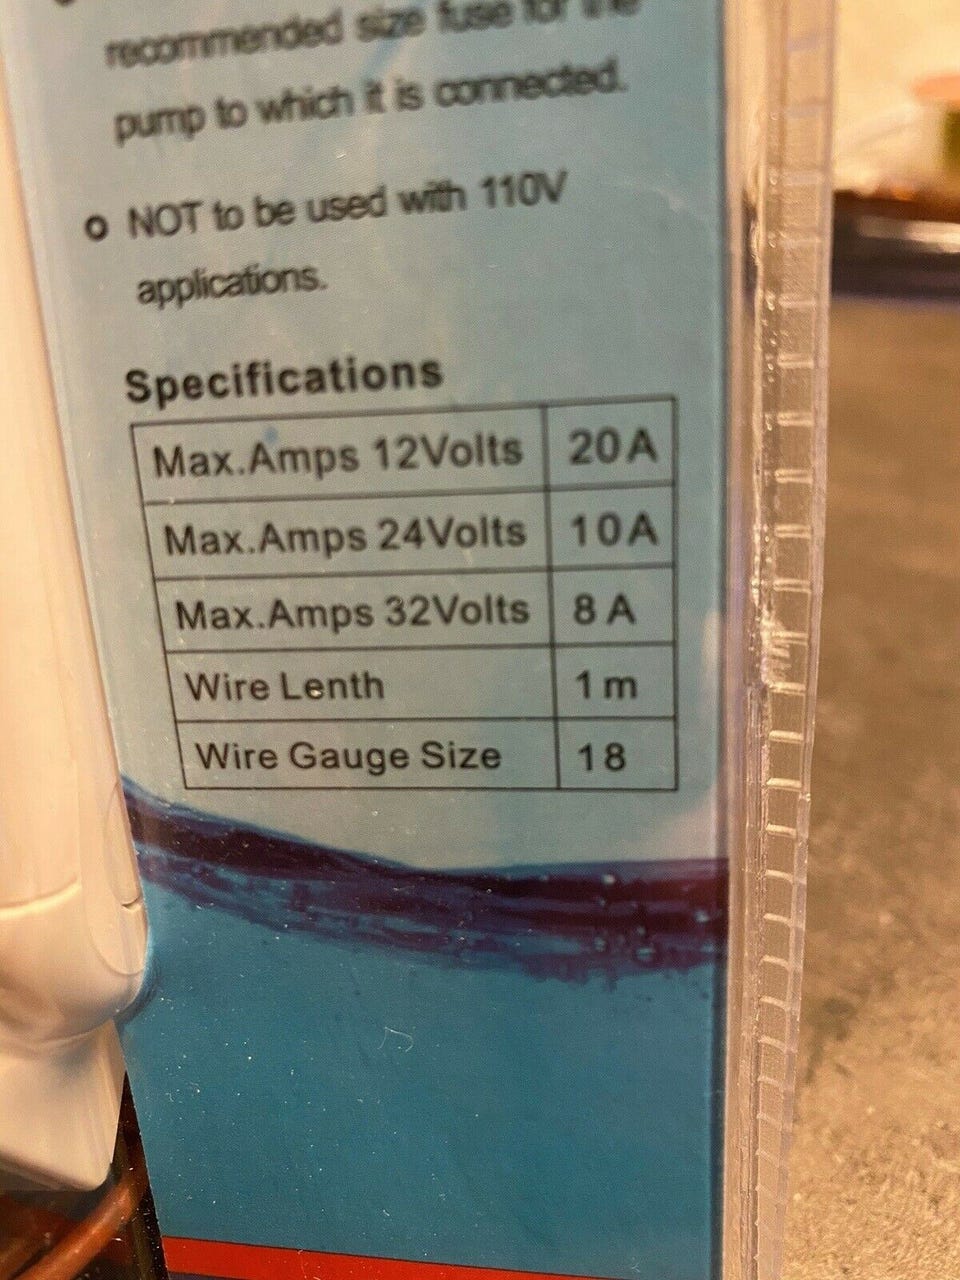 recommended size fuse for the
pump to which it is connected.
o NOT to be used with 110V
applications.
Specifications
Max.Amps 12Volts 20A
Max.Amps 24Volts 10A
Max.Amps 32Volts 8A
Wire Lenth 1m
Wire Gauge Size 18